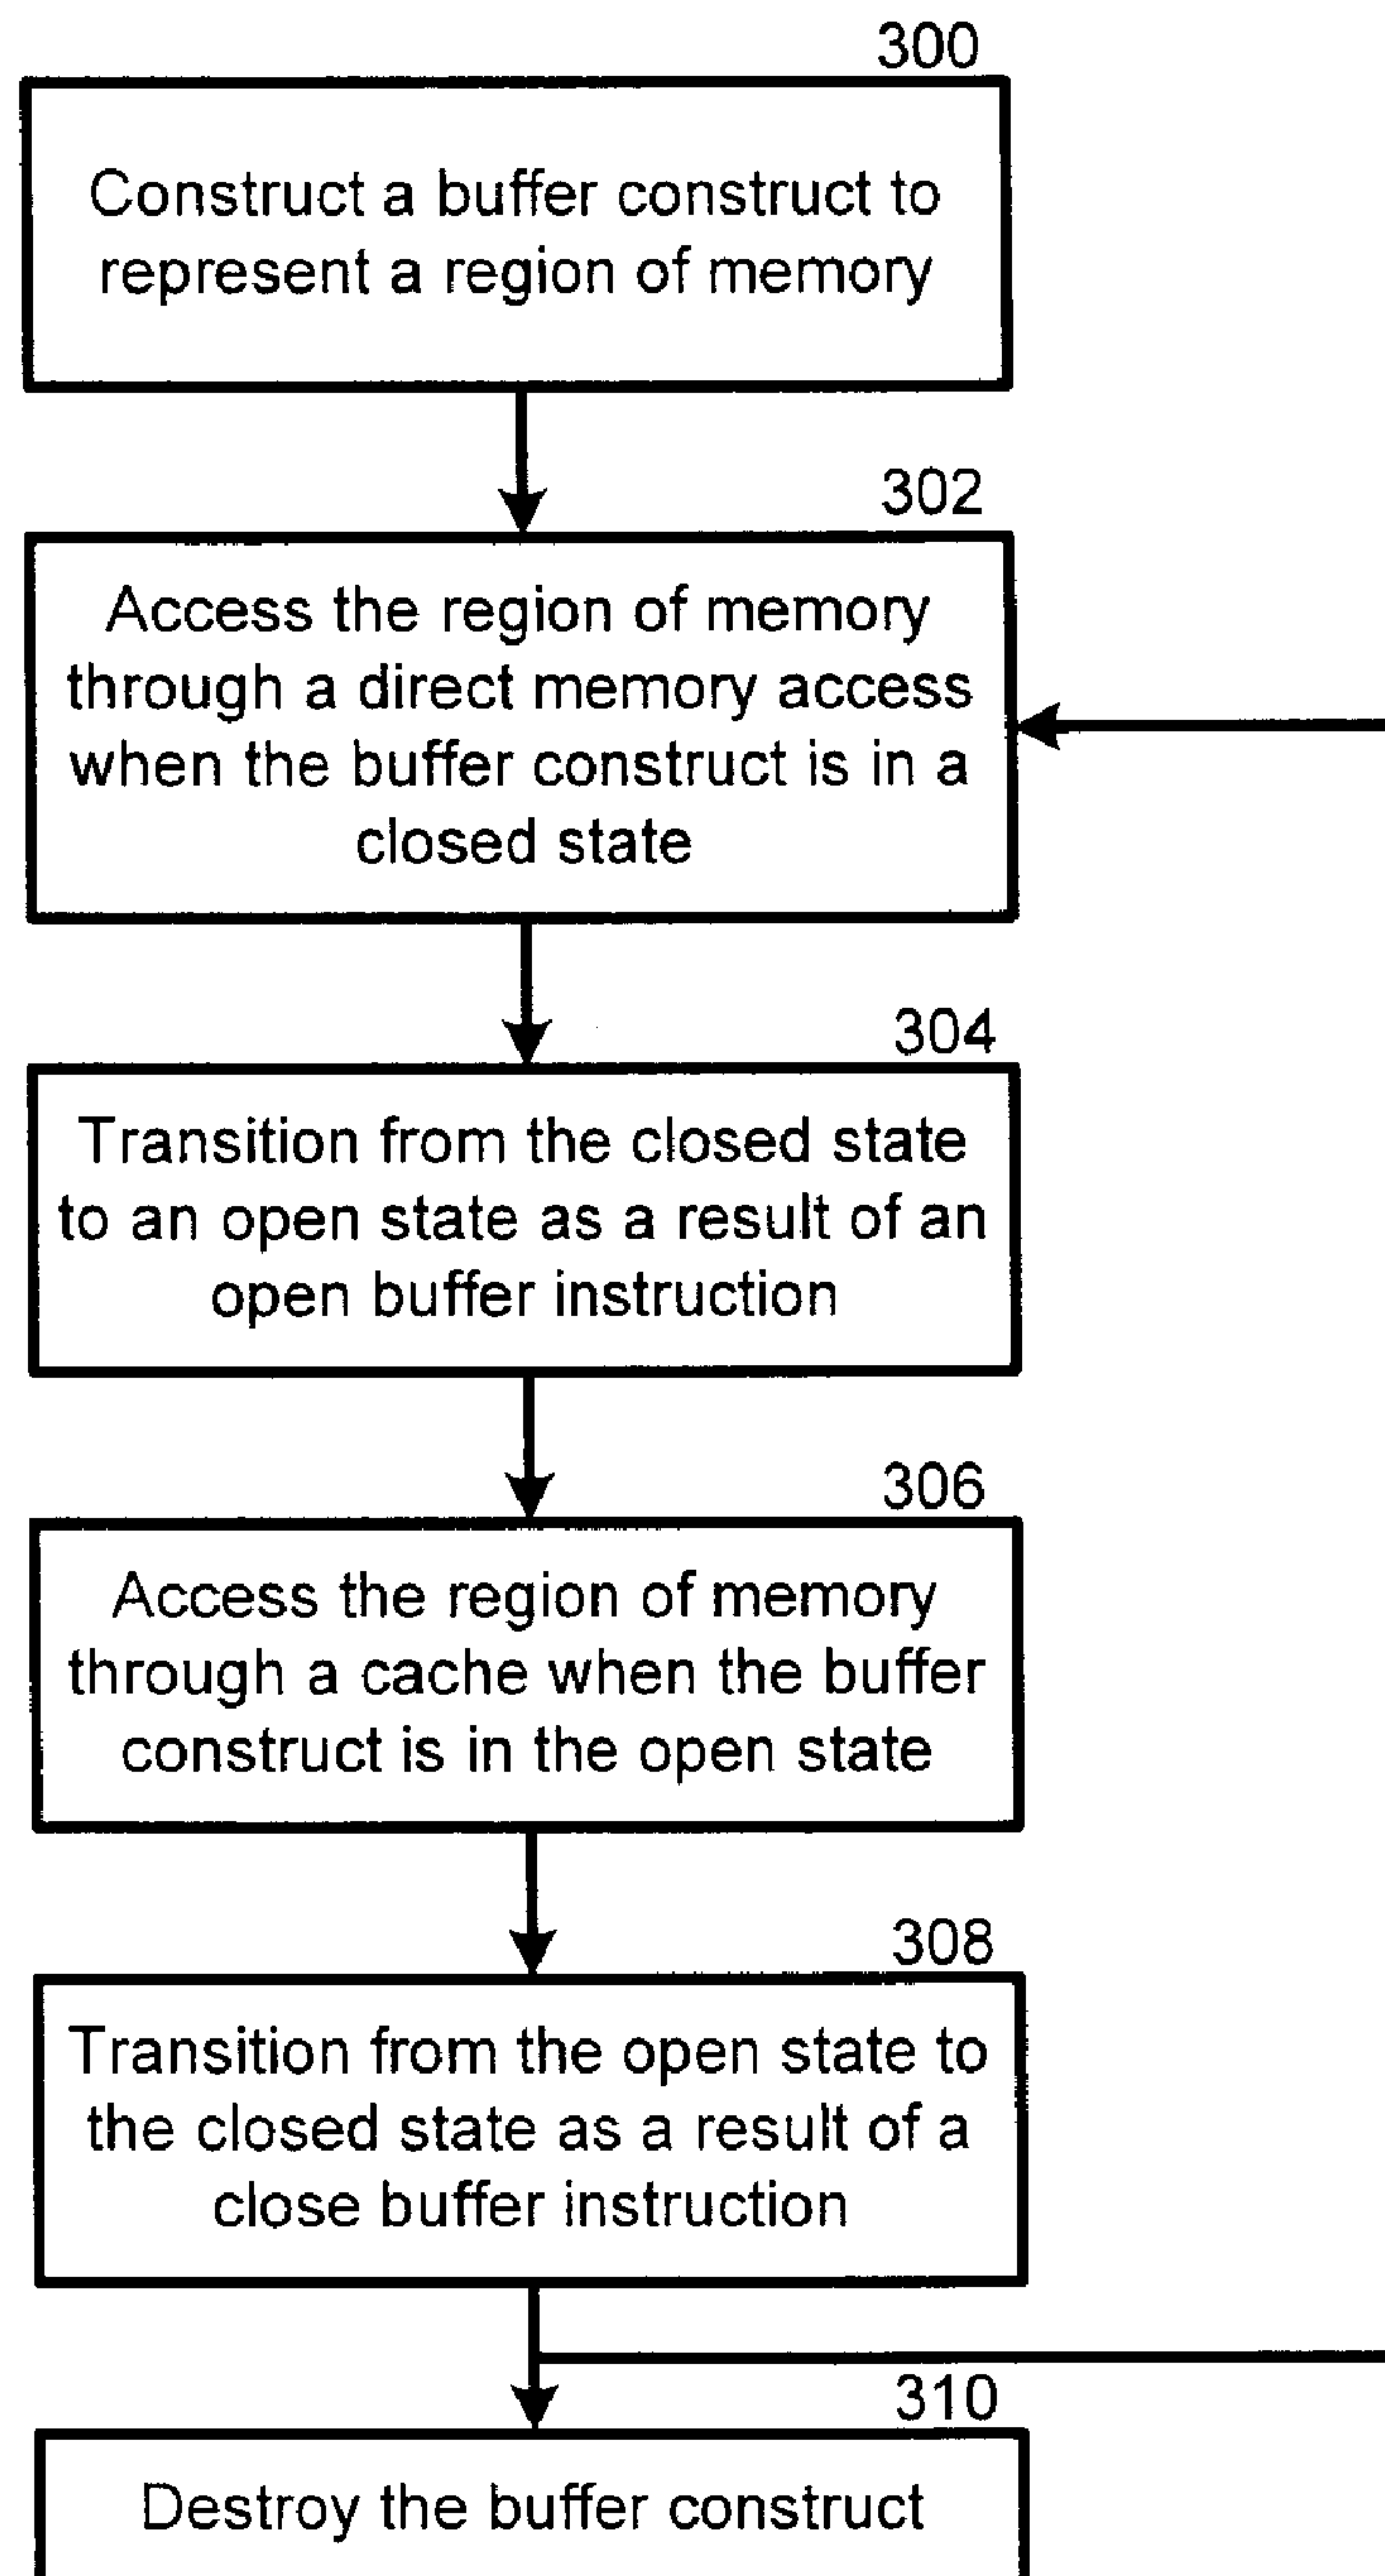 300
Construct a buffer construct to
represent a region of memory
302
Access the region of memory
through a direct memory access
when the buffer construct is in a
closed state
304
Transition from the closed state
to an open state as a result of an
open buffer instruction
306
Access the region of memory
through a cache when the buffer
construct is in the open state
308
Transition from the open state to
the closed state as a result of a
close buffer instruction
310
Destroy the buffer construct